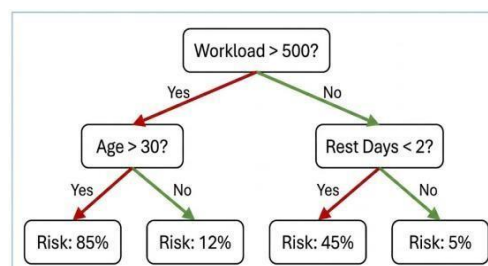 Workload > 500?
Yes
No
Age > 30?
Rest Days < 2?
Yes
No
Yes
No
Risk: 85%
Risk: 12%
Risk: 45%
Risk: 5%